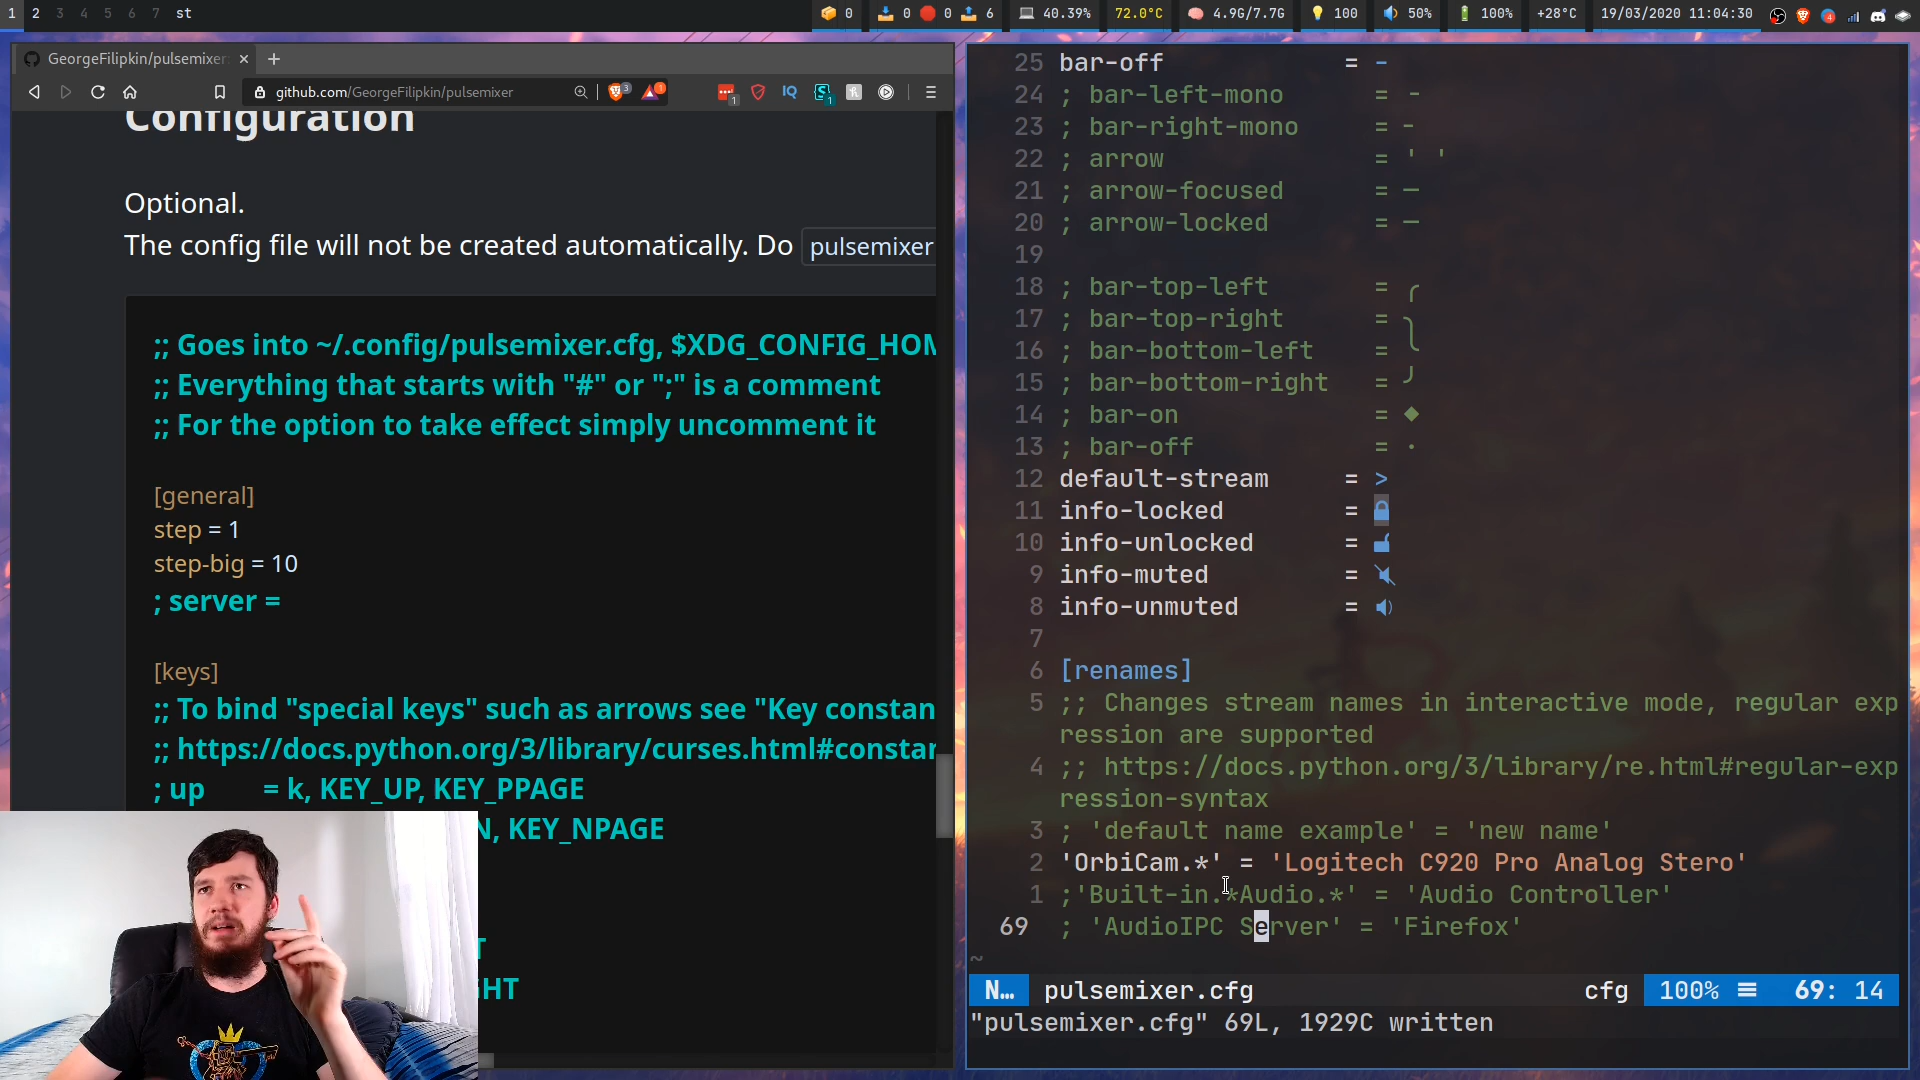 1 2 3 4 5 6 7 st
0 0 0 6 40.39% 72.0°C 4.9G/7.7G 100 50% 100% +28°C 19/03/2020 11:04:30
GeorgeFilipkin/pulsemixer
github.com/GeorgeFilipkin/pulsemixer
Configuration
Optional.
The config file will not be created automatically. Do pulsemixer
;; Goes into ~/.config/pulsemixer.cfg, $XDG_CONFIG_HOM
;; Everything that starts with "#" or ";" is a comment
;; For the option to take effect simply uncomment it
[general]
step = 1
step-big = 10
; server =
[keys]
;; To bind "special keys" such as arrows see "Key constan
;; https://docs.python.org/3/library/curses.html#constan
; up = k, KEY_UP, KEY_PPAGE
N, KEY_NPAGE
T
HT
25 bar-off = -
24 ; bar-left-mono = -
23 ; bar-right-mono = -
22 ; arrow = ' '
21 ; arrow-focused = ─
20 ; arrow-locked = ─
19
18 ; bar-top-left = ╭
17 ; bar-top-right = ╮
16 ; bar-bottom-left = ╰
15 ; bar-bottom-right = ╯
14 ; bar-on = ◆
13 ; bar-off = ·
12 default-stream = >
11 info-locked =
10 info-unlocked =
9 info-muted =
8 info-unmuted =
7
6 [renames]
5 ;; Changes stream names in interactive mode, regular exp
ression are supported
4 ;; https://docs.python.org/3/library/re.html#regular-exp
ression-syntax
3 ; 'default name example' = 'new name'
2 'OrbiCam.*' = 'Logitech C920 Pro Analog Stero'
1 ;'Built-in.*Audio.*' = 'Audio Controller'
69 ; 'AudioIPC Server' = 'Firefox'
~
N… pulsemixer.cfg cfg 100% ≡ 69: 14
"pulsemixer.cfg" 69L, 1929C written